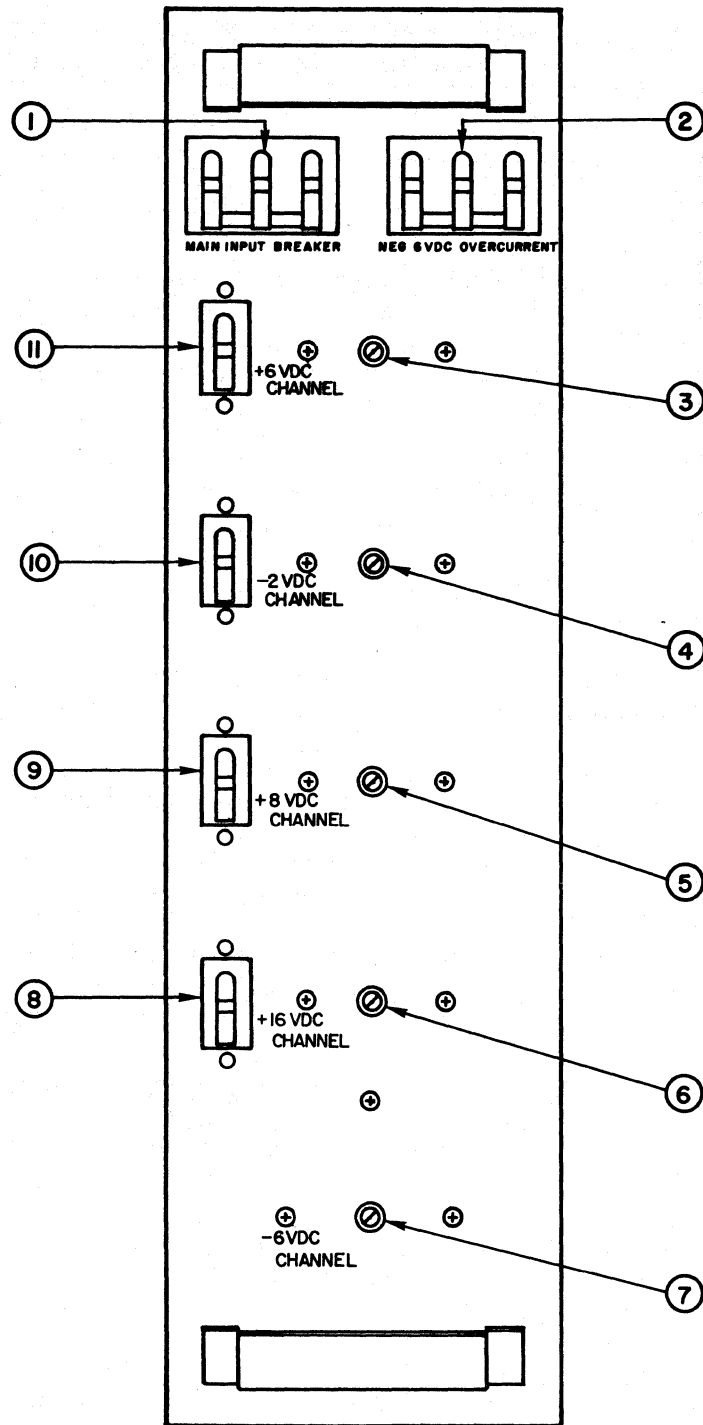 1
2
MAIN INPUT BREAKER
NEG 6VDC OVERCURRENT
11
+6 VDC
CHANNEL
3
10
-2 VDC
CHANNEL
4
9
+8 VDC
CHANNEL
5
8
+16 VDC
CHANNEL
6
-6VDC
CHANNEL
7